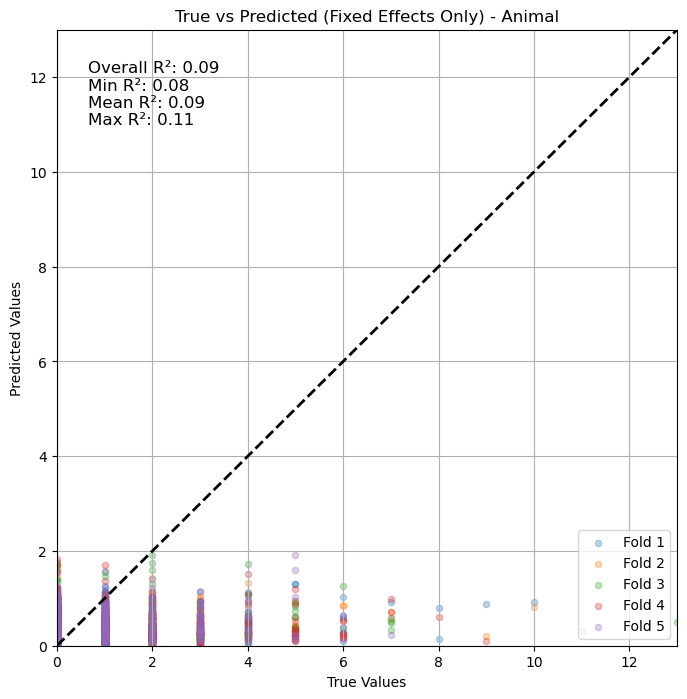 True vs Predicted (Fixed Effects Only) - Animal
Overall R²: 0.09
Min R²: 0.08
Mean R²: 0.09
Max R²: 0.11
12
10
8
6
4
2
0
Predicted Values
Fold 1
Fold 2
Fold 3
Fold 4
Fold 5
0 2 4 6 8 10 12
True Values